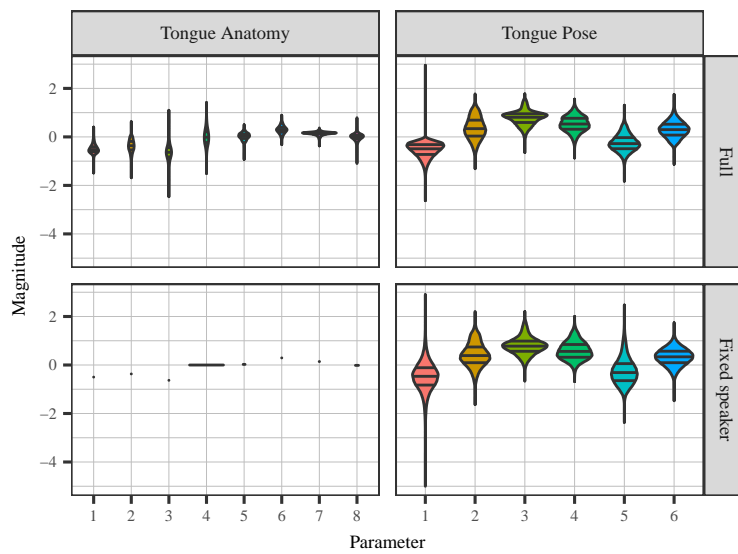 Tongue Anatomy Tongue Pose
2
0
−2
−4
Full
Magnitude
2
0
−2
−4
Fixed speaker
1 2 3 4 5 6 7 8 1 2 3 4 5 6
Parameter